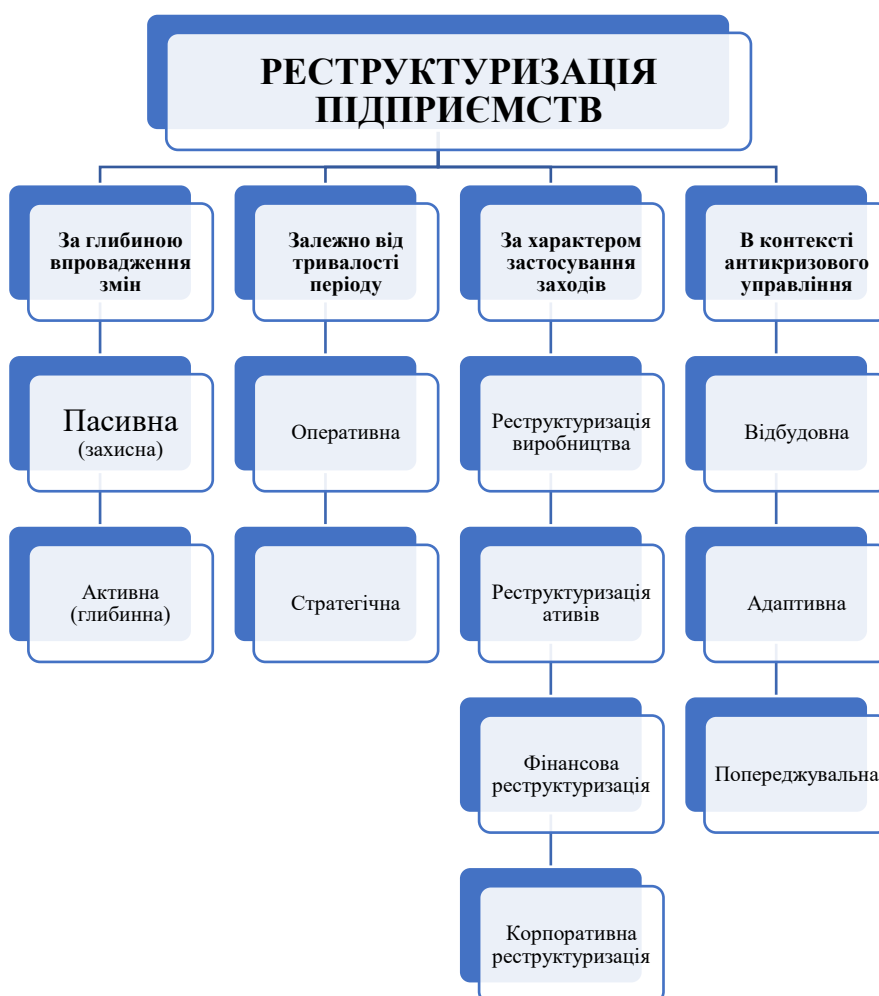 РЕСТРУКТУРИЗАЦІЯ
ПІДПРИЄМСТВ
За глибиною
впровадження
змін
Пасивна
(захисна)
Активна
(глибинна)
Залежно від
тривалості
періоду
Оперативна
Стратегічна
За характером
застосування
заходів
Реструктуризація
виробництва
Реструктуризація
ативів
Фінансова
реструктуризація
Корпоративна
реструктуризація
В контексті
антикризового
управління
Відбудовна
Адаптивна
Попереджувальна